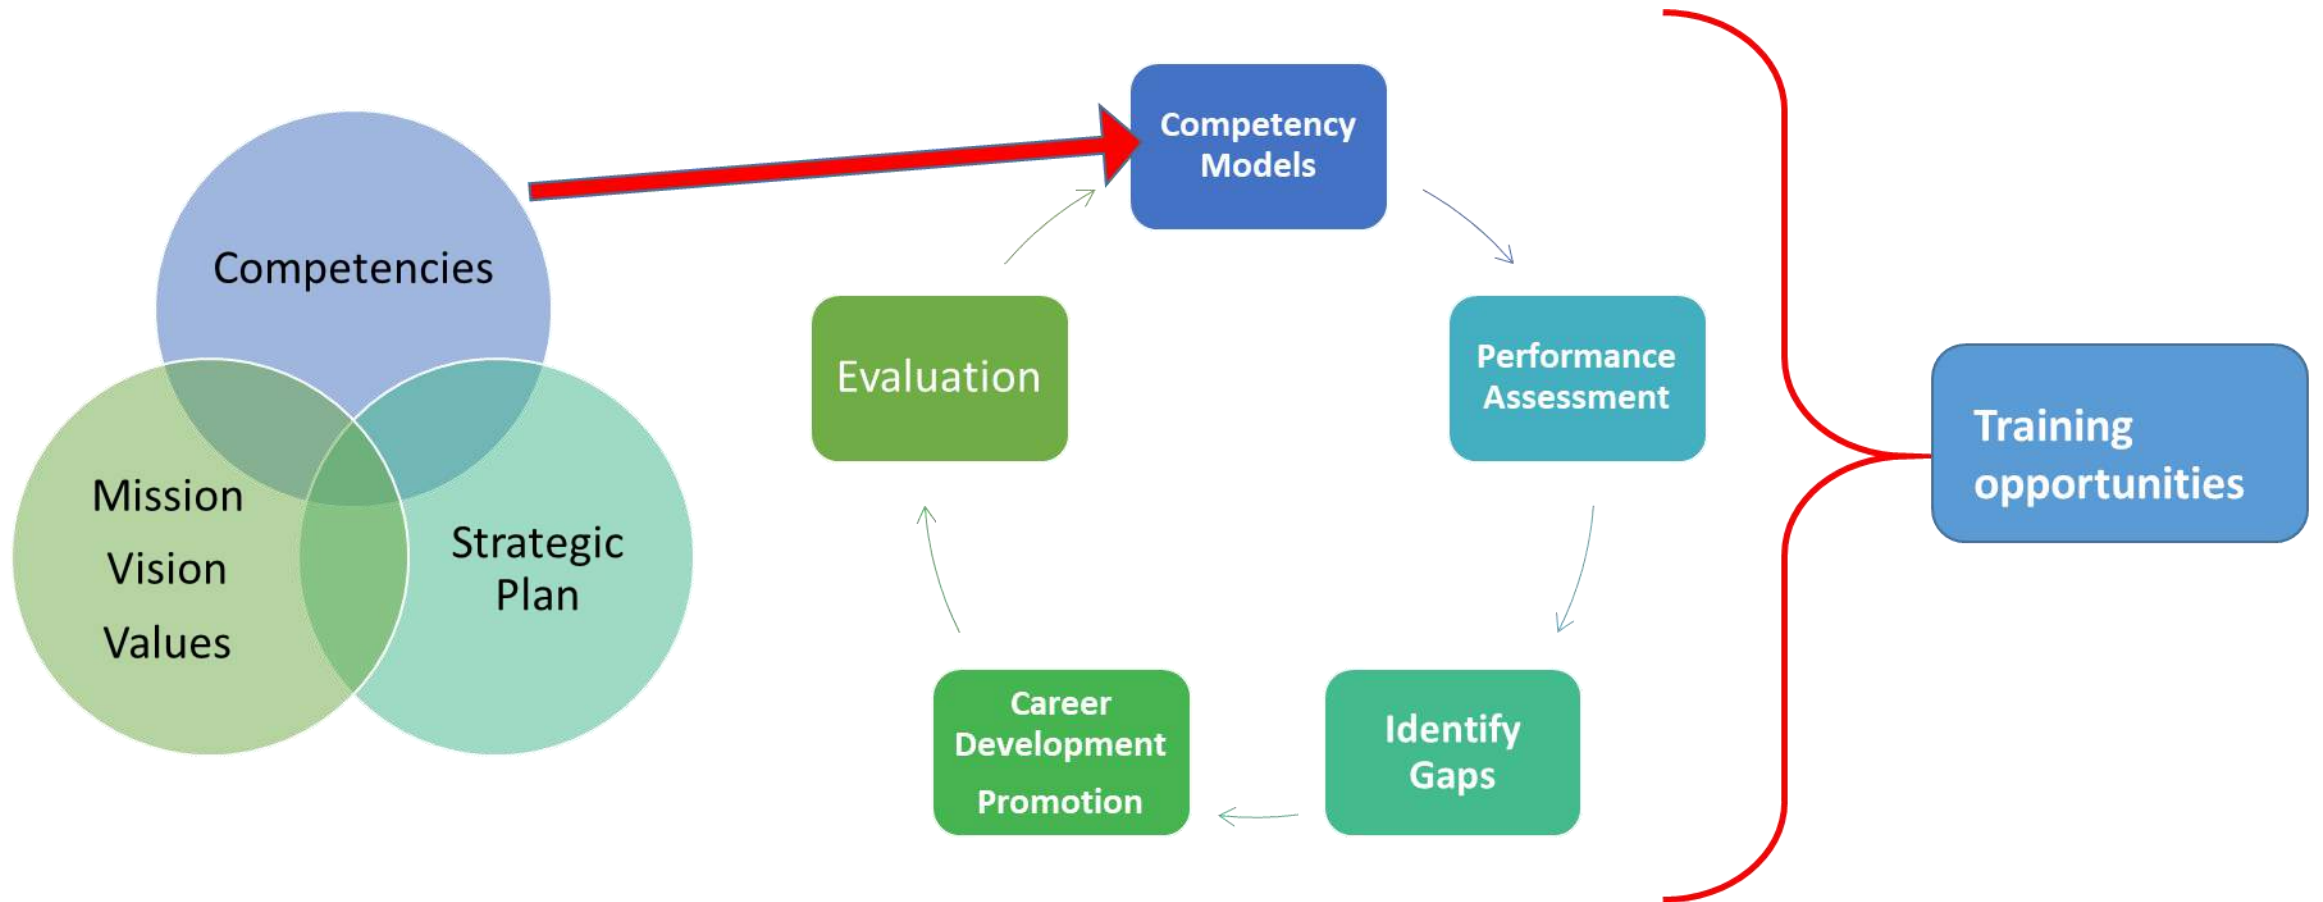 Competencies
Mission
Vision
Values
Strategic
Plan
Competency
Models
Performance
Assessment
Identify
Gaps
Career
Development
Promotion
Evaluation
Training
opportunities